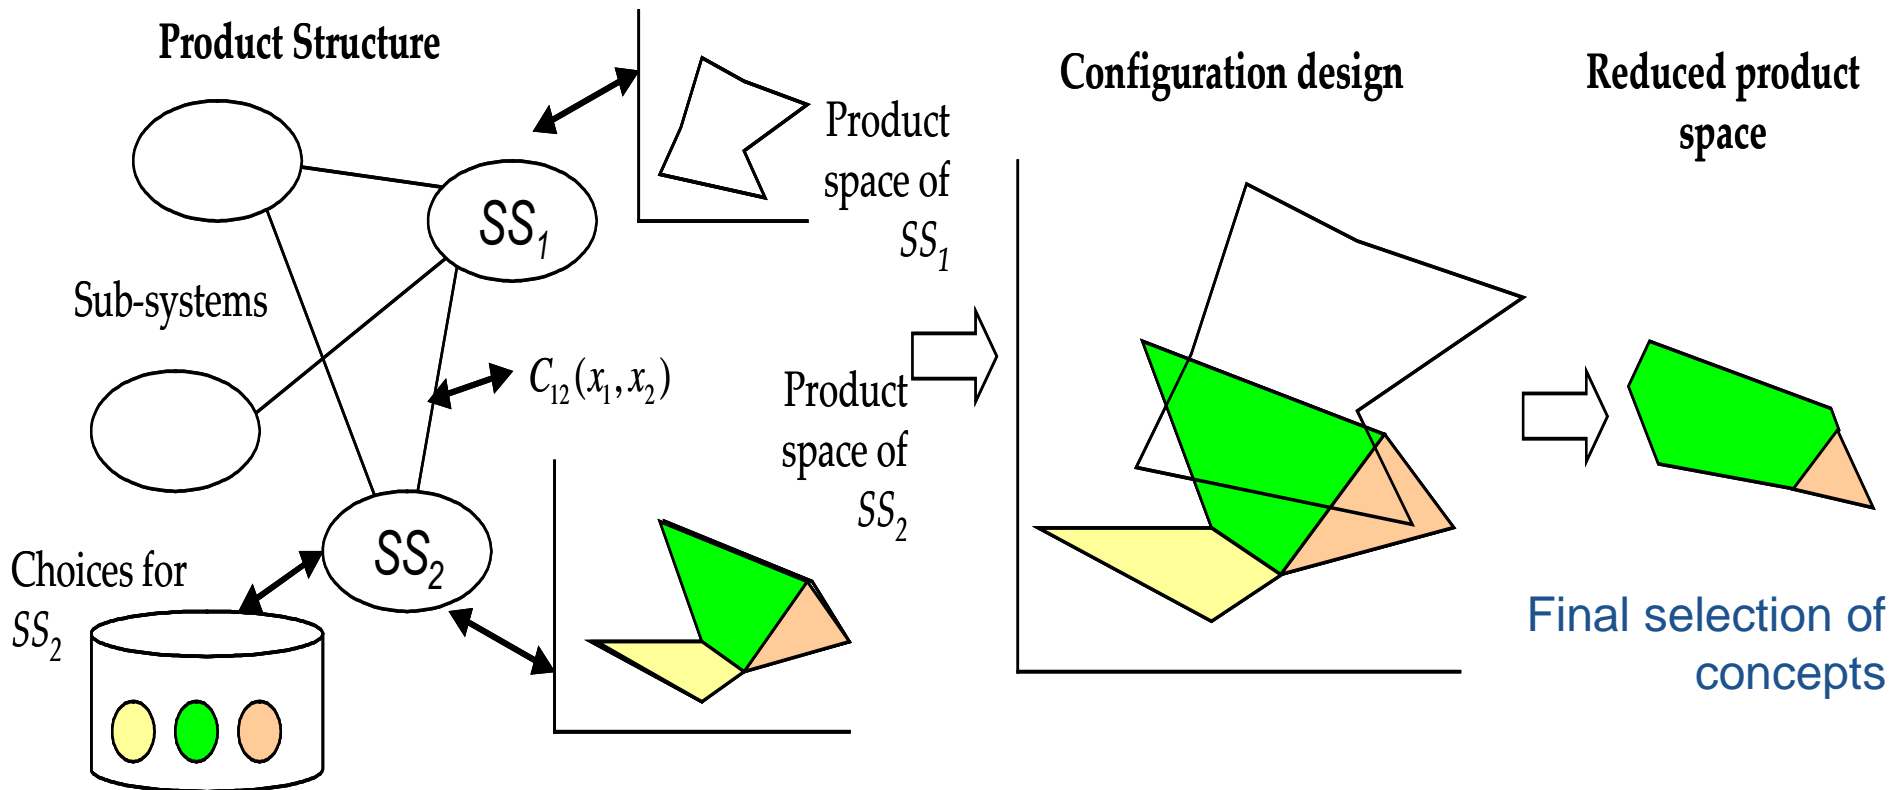 Product Structure
Sub-systems
SS₁
C₁₂(x₁,x₂)
SS₂
Choices for
SS₂
Product
space of
SS₁
Product
space of
SS₂
Configuration design
Reduced product
space
Final selection of
concepts